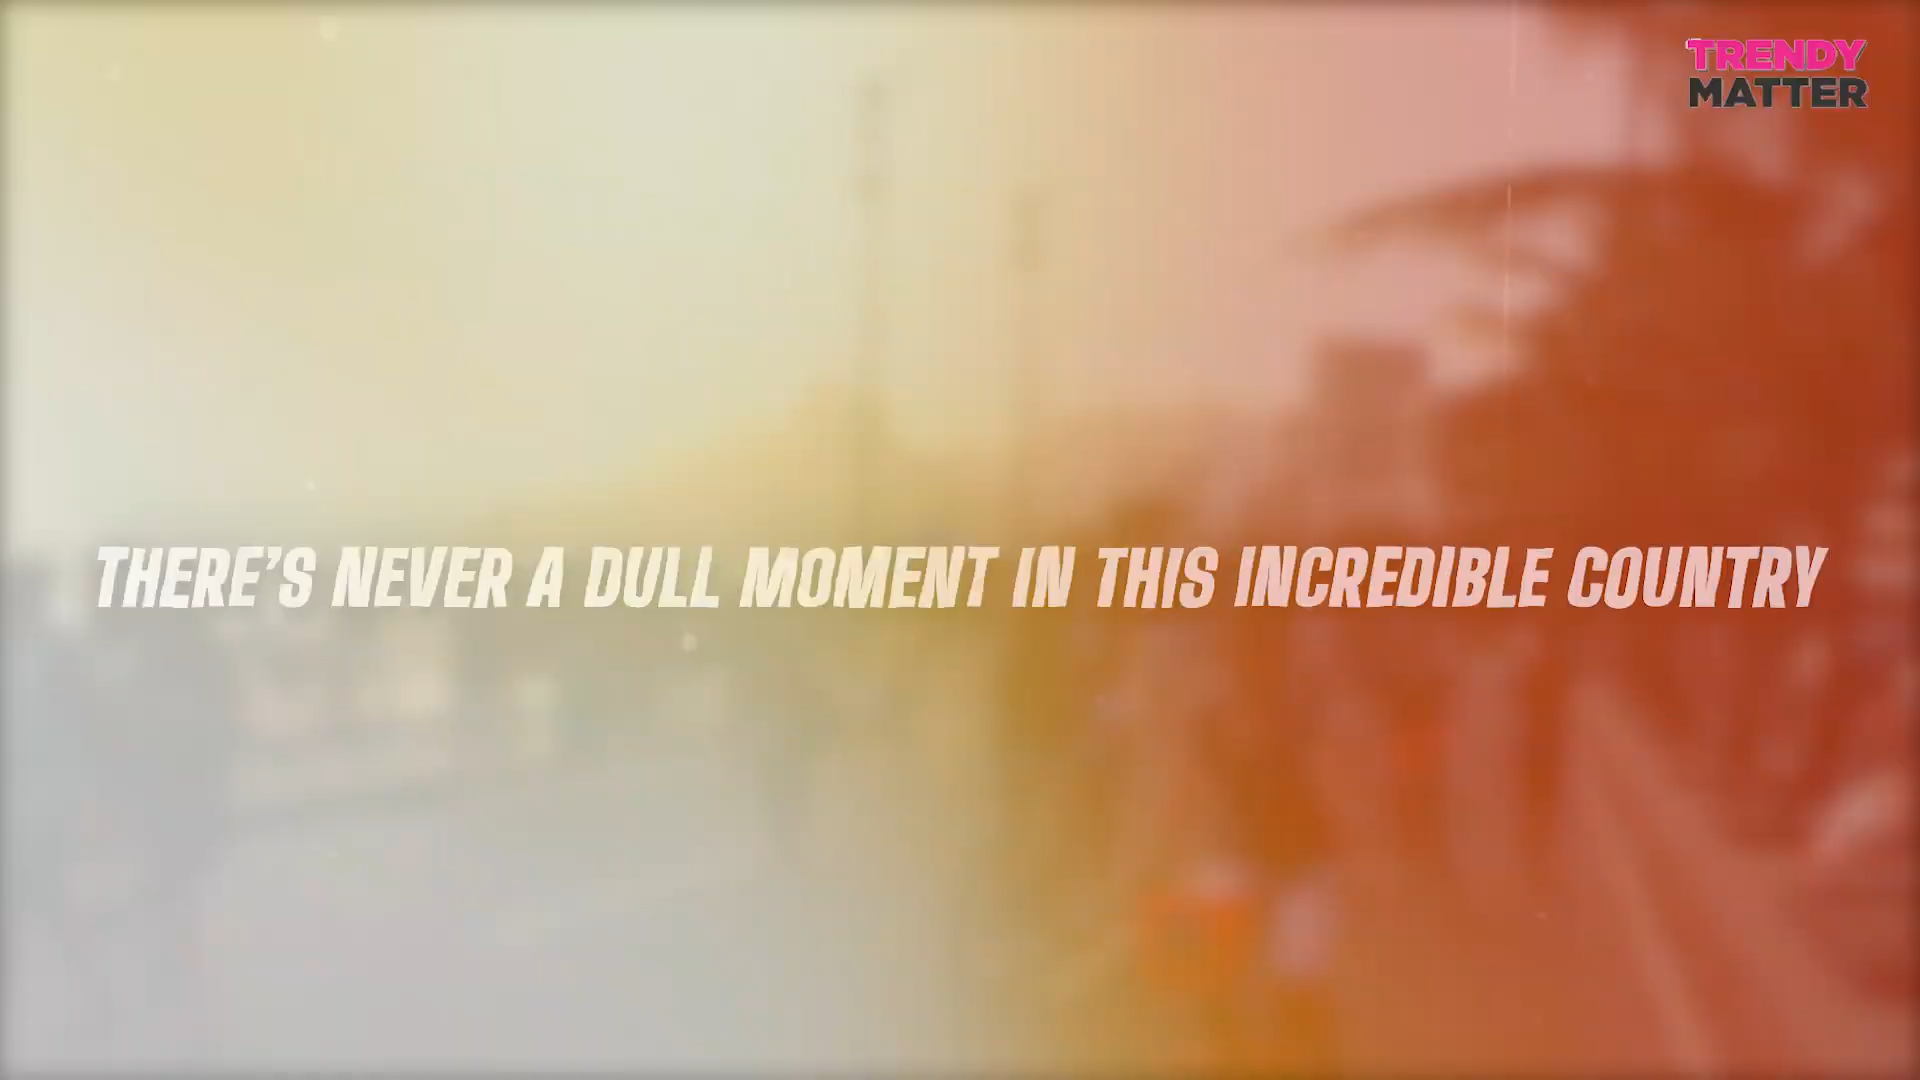 TRENDY
MATTER
THERE'S NEVER A DULL MOMENT IN THIS INCREDIBLE COUNTRY